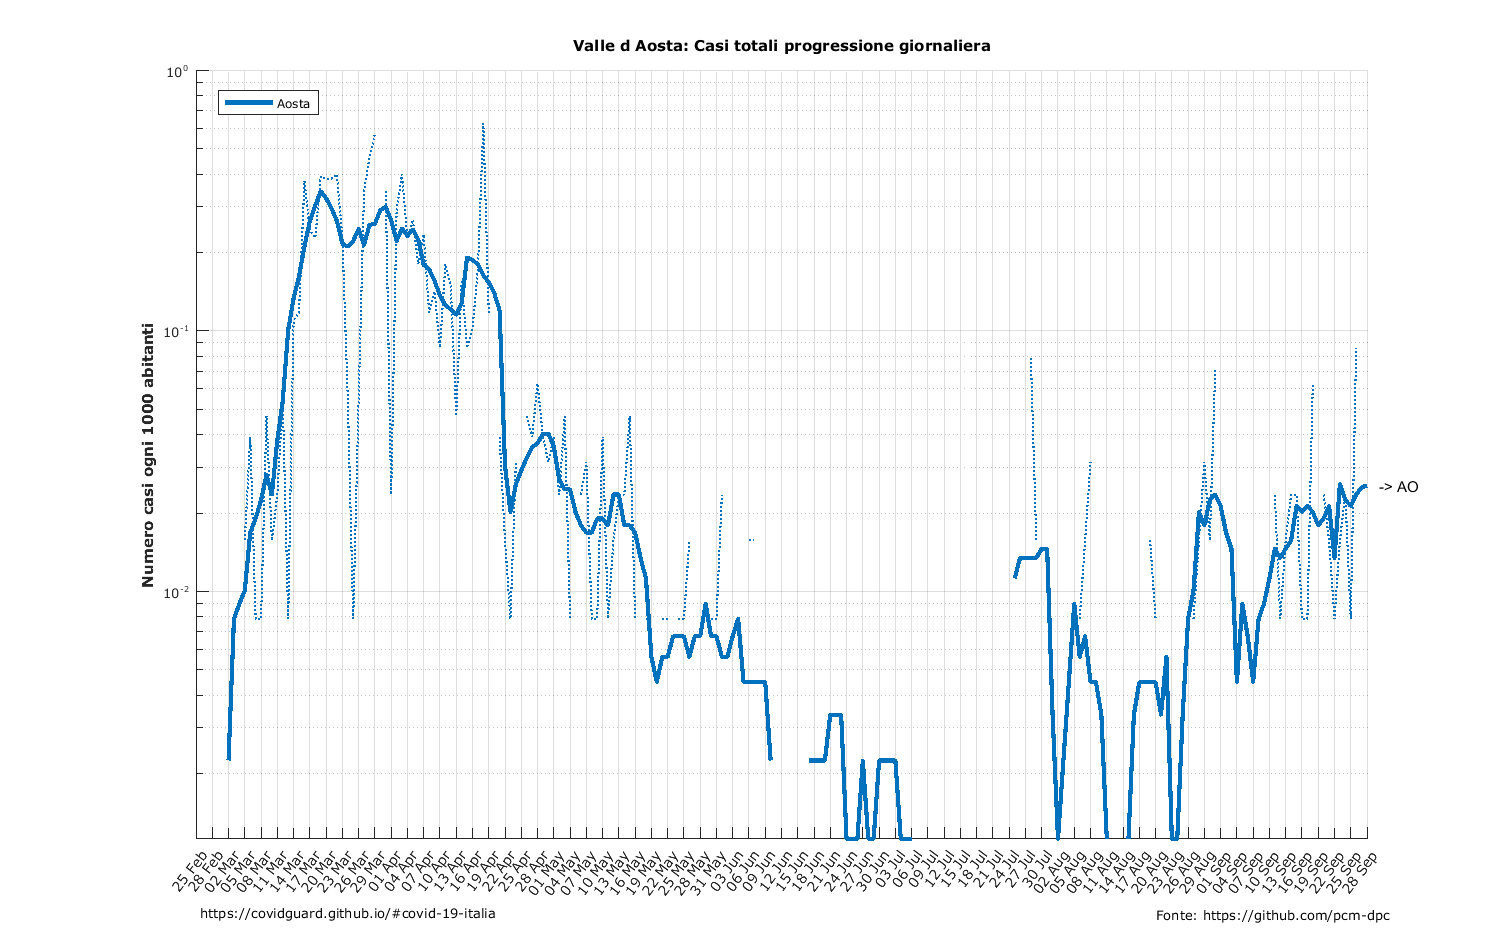 Valle d Aosta: Casi totali progressione giornaliera
Aosta
Numero casi ogni 1000 abitanti
10⁰
10⁻¹
10⁻²
-> AO
25 Feb
28 Feb
02 Mar
05 Mar
08 Mar
11 Mar
14 Mar
17 Mar
20 Mar
23 Mar
26 Mar
29 Mar
01 Apr
04 Apr
07 Apr
10 Apr
13 Apr
16 Apr
19 Apr
22 Apr
25 Apr
28 Apr
01 May
04 May
07 May
10 May
13 May
16 May
19 May
22 May
25 May
28 May
31 May
03 Jun
06 Jun
09 Jun
12 Jun
15 Jun
18 Jun
21 Jun
24 Jun
27 Jun
30 Jun
03 Jul
06 Jul
09 Jul
12 Jul
15 Jul
18 Jul
21 Jul
24 Jul
27 Jul
30 Jul
02 Aug
05 Aug
08 Aug
11 Aug
14 Aug
17 Aug
20 Aug
23 Aug
26 Aug
29 Aug
01 Sep
04 Sep
07 Sep
10 Sep
13 Sep
16 Sep
19 Sep
22 Sep
25 Sep
28 Sep
https://covidguard.github.io/#covid-19-italia
Fonte: https://github.com/pcm-dpc